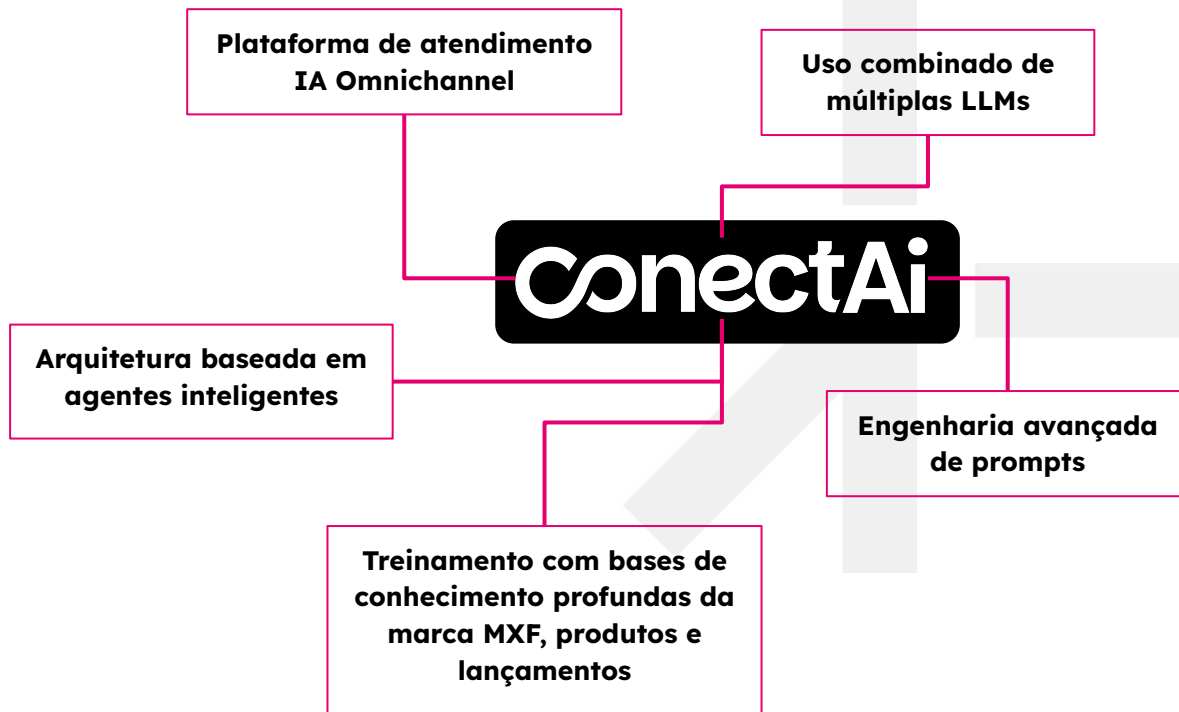 Plataforma de atendimento
IA Omnichannel
Uso combinado de
múltiplas LLMs
ConectAi
Arquitetura baseada em
agentes inteligentes
Engenharia avançada
de prompts
Treinamento com bases de
conhecimento profundas da
marca MXF, produtos e
lançamentos